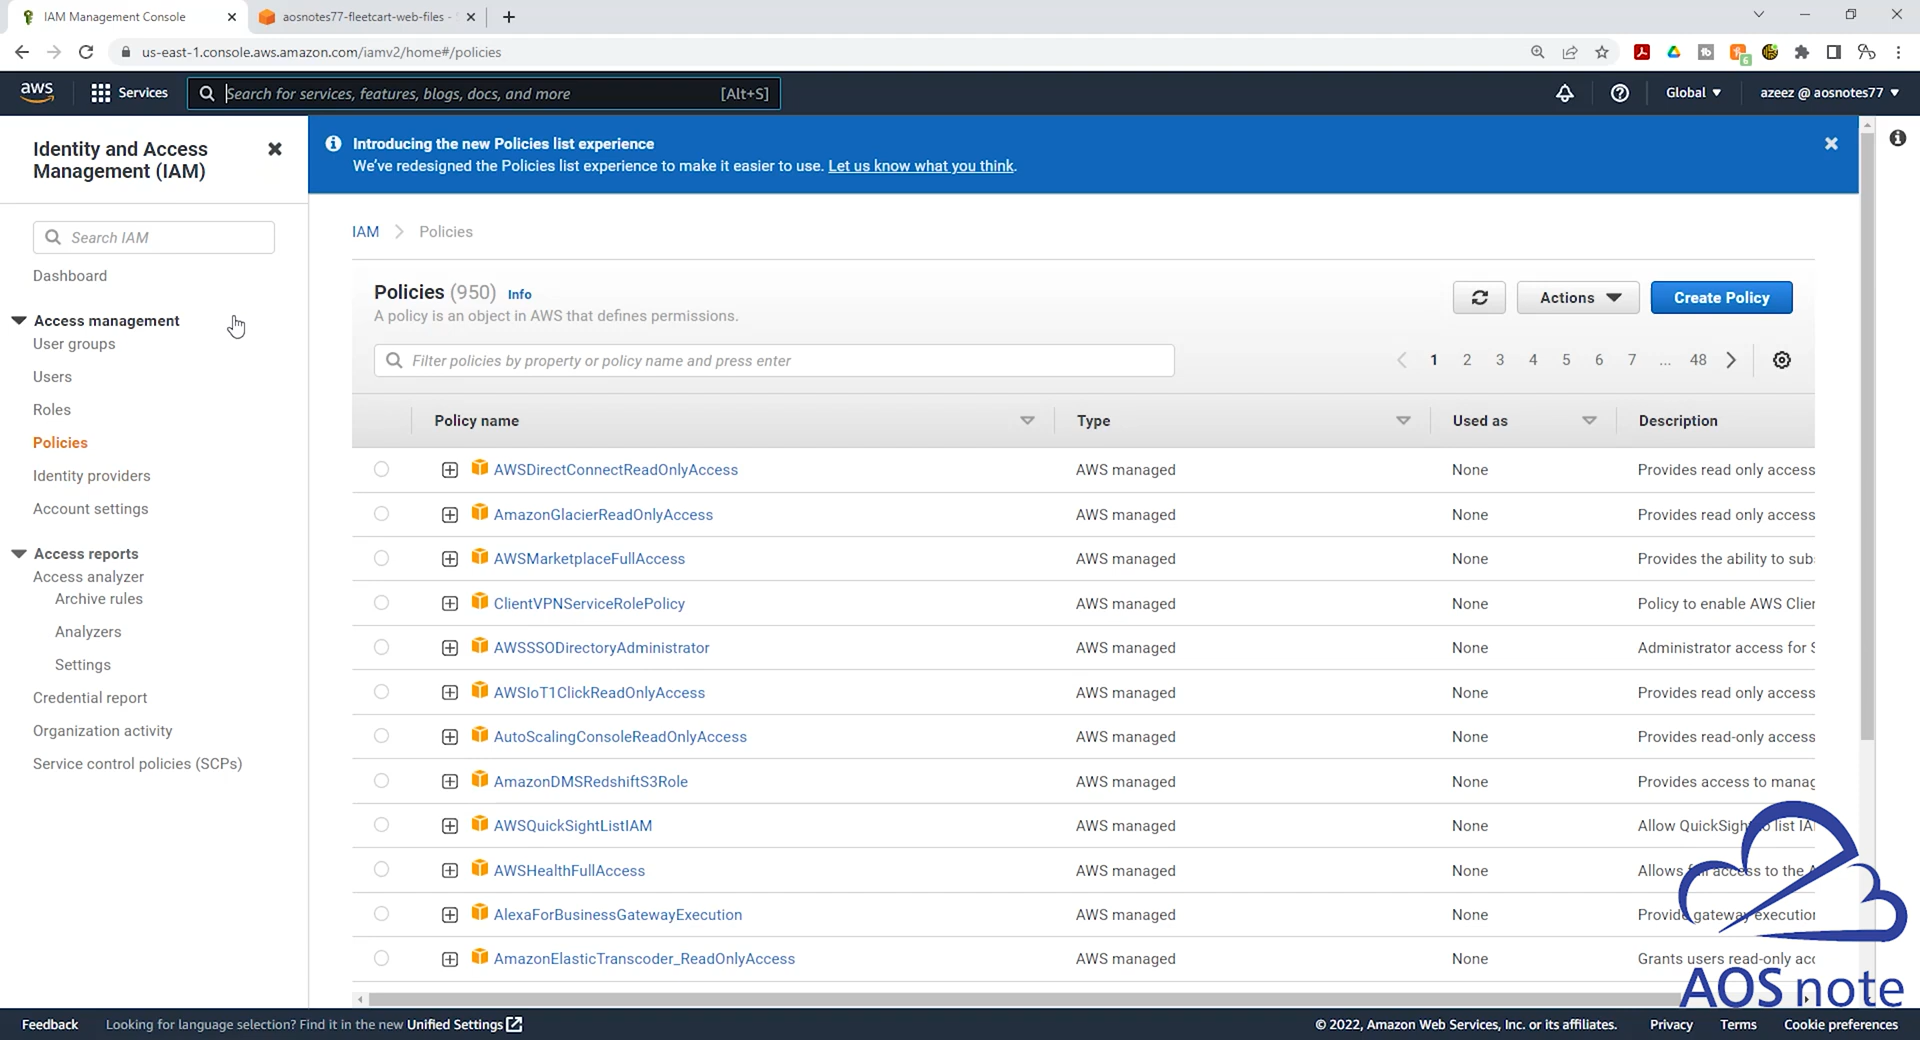 IAM Management Console
aosnotes77-fleetcart-web-files -
us-east-1.console.aws.amazon.com/iamv2/home#/policies
6
aws
Services
Search for services, features, blogs, docs, and more
[Alt+S]
Global
azeez @ aosnotes77
Identity and Access
Management (IAM)
Introducing the new Policies list experience
We've redesigned the Policies list experience to make it easier to use. Let us know what you think.
Search IAM
Dashboard
Access management
User groups
Users
Roles
Policies
Identity providers
Account settings
Access reports
Access analyzer
Archive rules
Analyzers
Settings
Credential report
Organization activity
Service control policies (SCPs)
IAM
Policies
Policies (950) Info
A policy is an object in AWS that defines permissions.
Actions
Create Policy
Filter policies by property or policy name and press enter
1 2 3 4 5 6 7 ... 48
Policy name Type Used as Description
AWSDirectConnectReadOnlyAccess AWS managed None Provides read only access
AmazonGlacierReadOnlyAccess AWS managed None Provides read only access
AWSMarketplaceFullAccess AWS managed None Provides the ability to sub
ClientVPNServiceRolePolicy AWS managed None Policy to enable AWS Clier
AWSSSODirectoryAdministrator AWS managed None Administrator access for S
AWSIoT1ClickReadOnlyAccess AWS managed None Provides read only access
AutoScalingConsoleReadOnlyAccess AWS managed None Provides read-only access
AmazonDMSRedshiftS3Role AWS managed None Provides access to manag
AWSQuickSightListIAM AWS managed None Allow QuickSight list IA
AWSHealthFullAccess AWS managed None Allows access to the
AlexaForBusinessGatewayExecution AWS managed None Provide gateway execution
AmazonElasticTranscoder_ReadOnlyAccess AWS managed None Grants users read-only acc
AOS note
Feedback
Looking for language selection? Find it in the new Unified Settings
© 2022, Amazon Web Services, Inc. or its affiliates.
Privacy
Terms
Cookie preferences